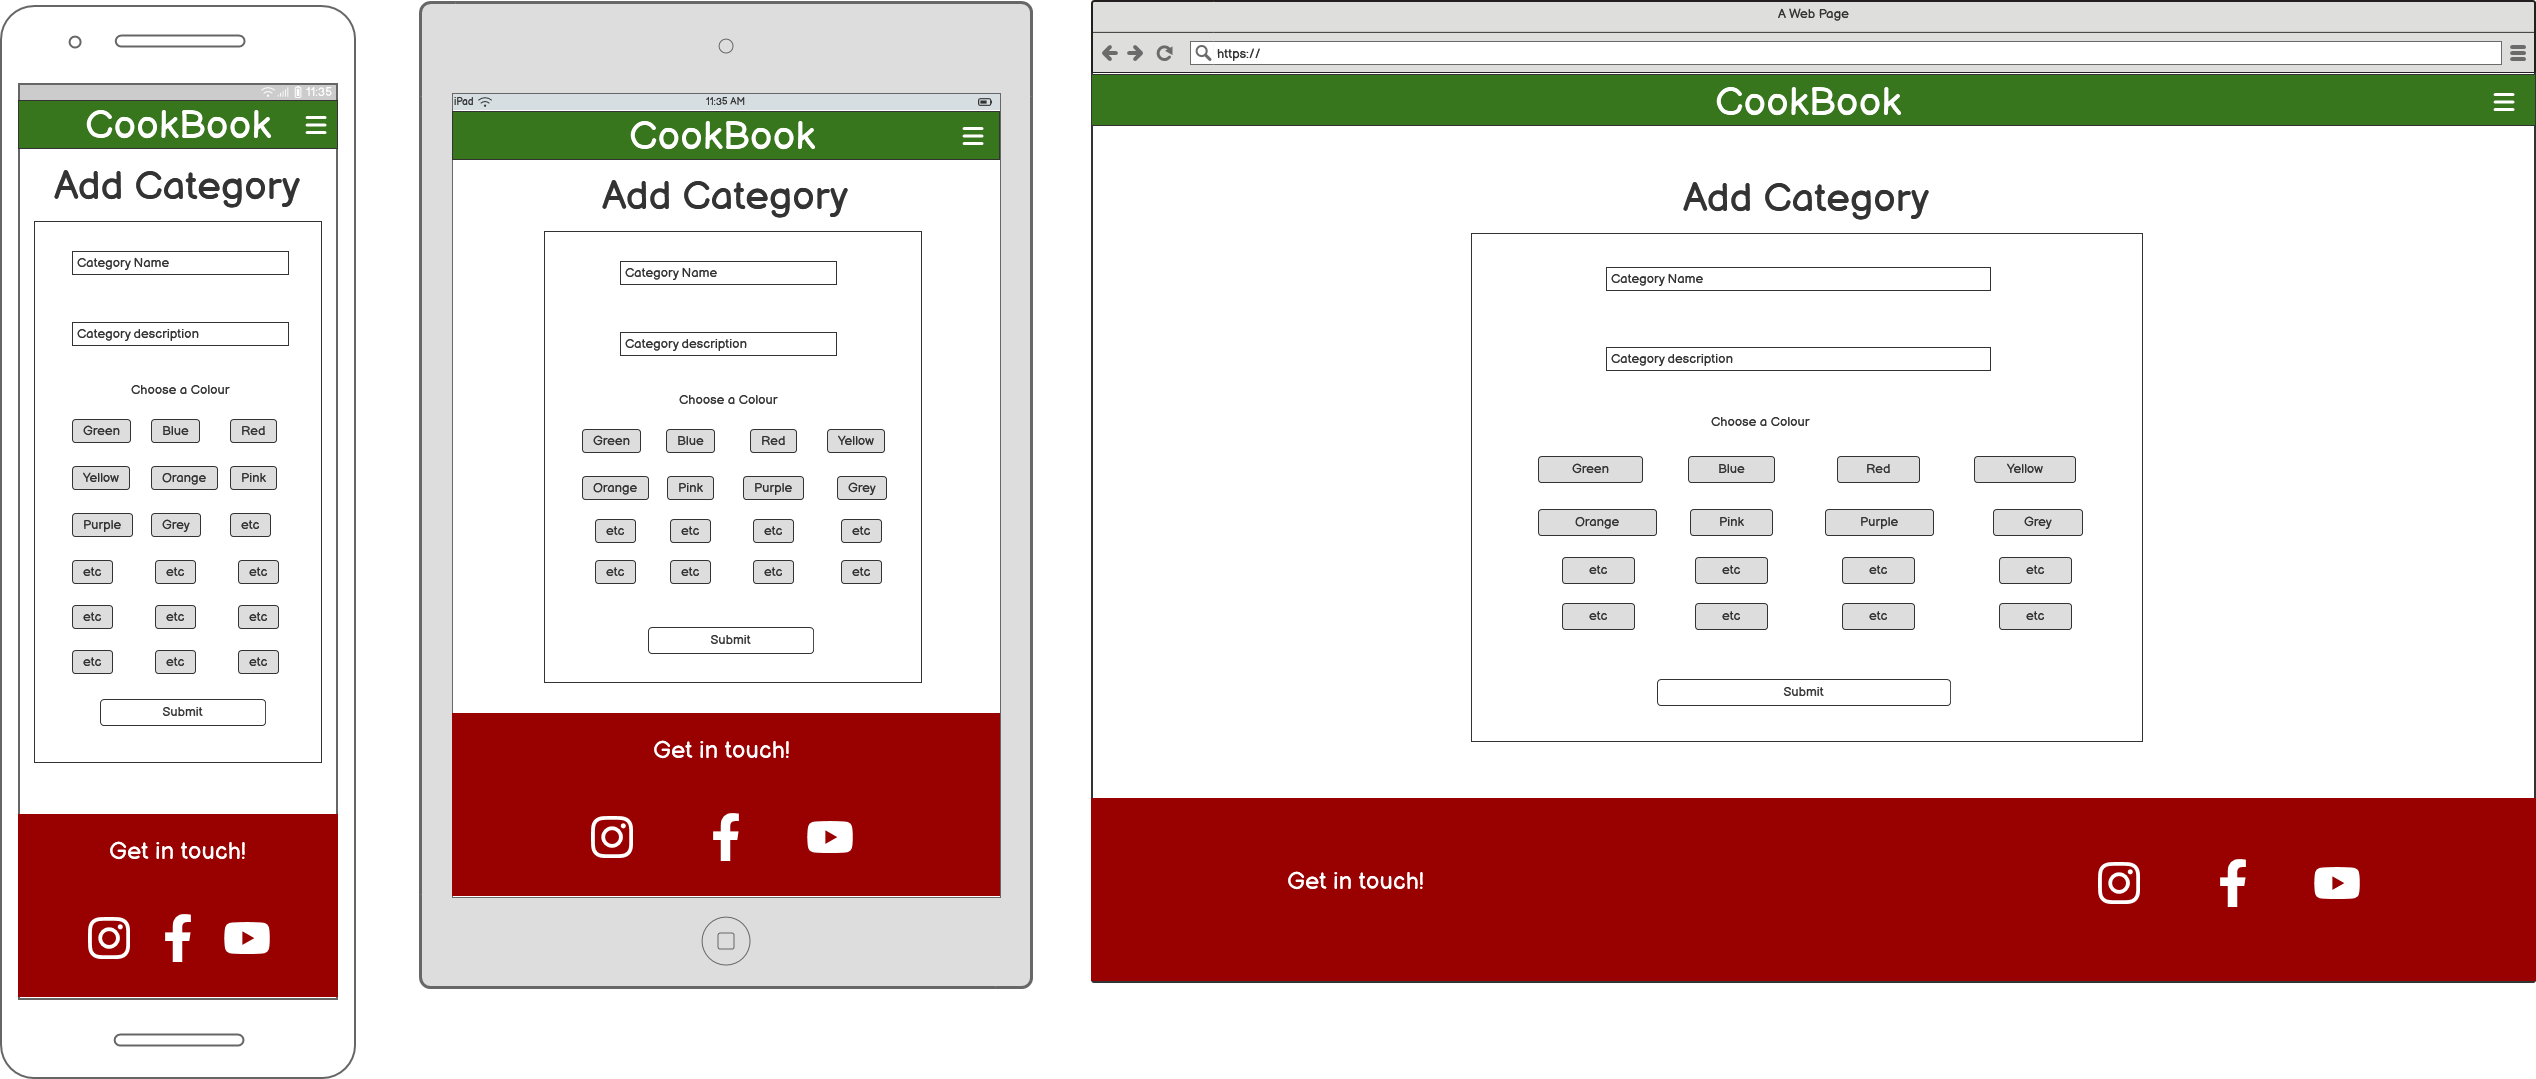 11:35
CookBook
Add Category
Category Name
Category description
Choose a Colour
Green Blue Red
Yellow Orange Pink
Purple Grey etc
etc etc etc
etc etc etc
etc etc etc
Submit
Get in touch!
iPad 11:35 AM
CookBook
Add Category
Category Name
Category description
Choose a Colour
Green Blue Red Yellow
Orange Pink Purple Grey
etc etc etc etc
etc etc etc etc
Submit
Get in touch!
A Web Page
https://
CookBook
Add Category
Category Name
Category description
Choose a Colour
Green Blue Red Yellow
Orange Pink Purple Grey
etc etc etc etc
etc etc etc etc
Submit
Get in touch!